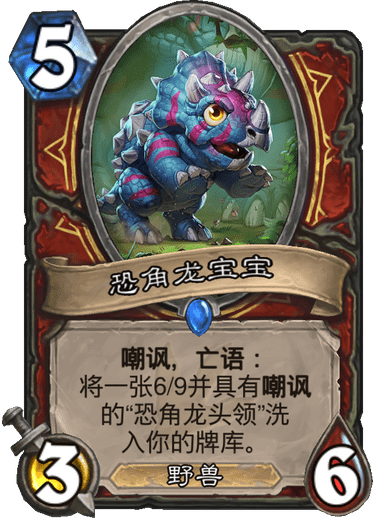 5
恐角龙宝宝
嘲讽，亡语：
将一张6/9并具有嘲讽
的“恐角龙头领”洗
入你的牌库。
野兽
3
6